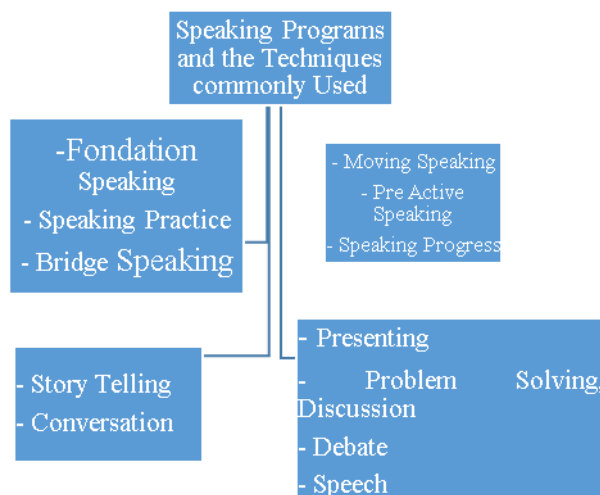 Speaking Programs
and the Techniques
commonly Used
-Fondation
Speaking
- Speaking Practice
- Bridge Speaking
- Moving Speaking
- Pre Active
Speaking
- Speaking Progress
- Story Telling
- Conversation
- Presenting
- Problem Solving,
Discussion
- Debate
- Speech